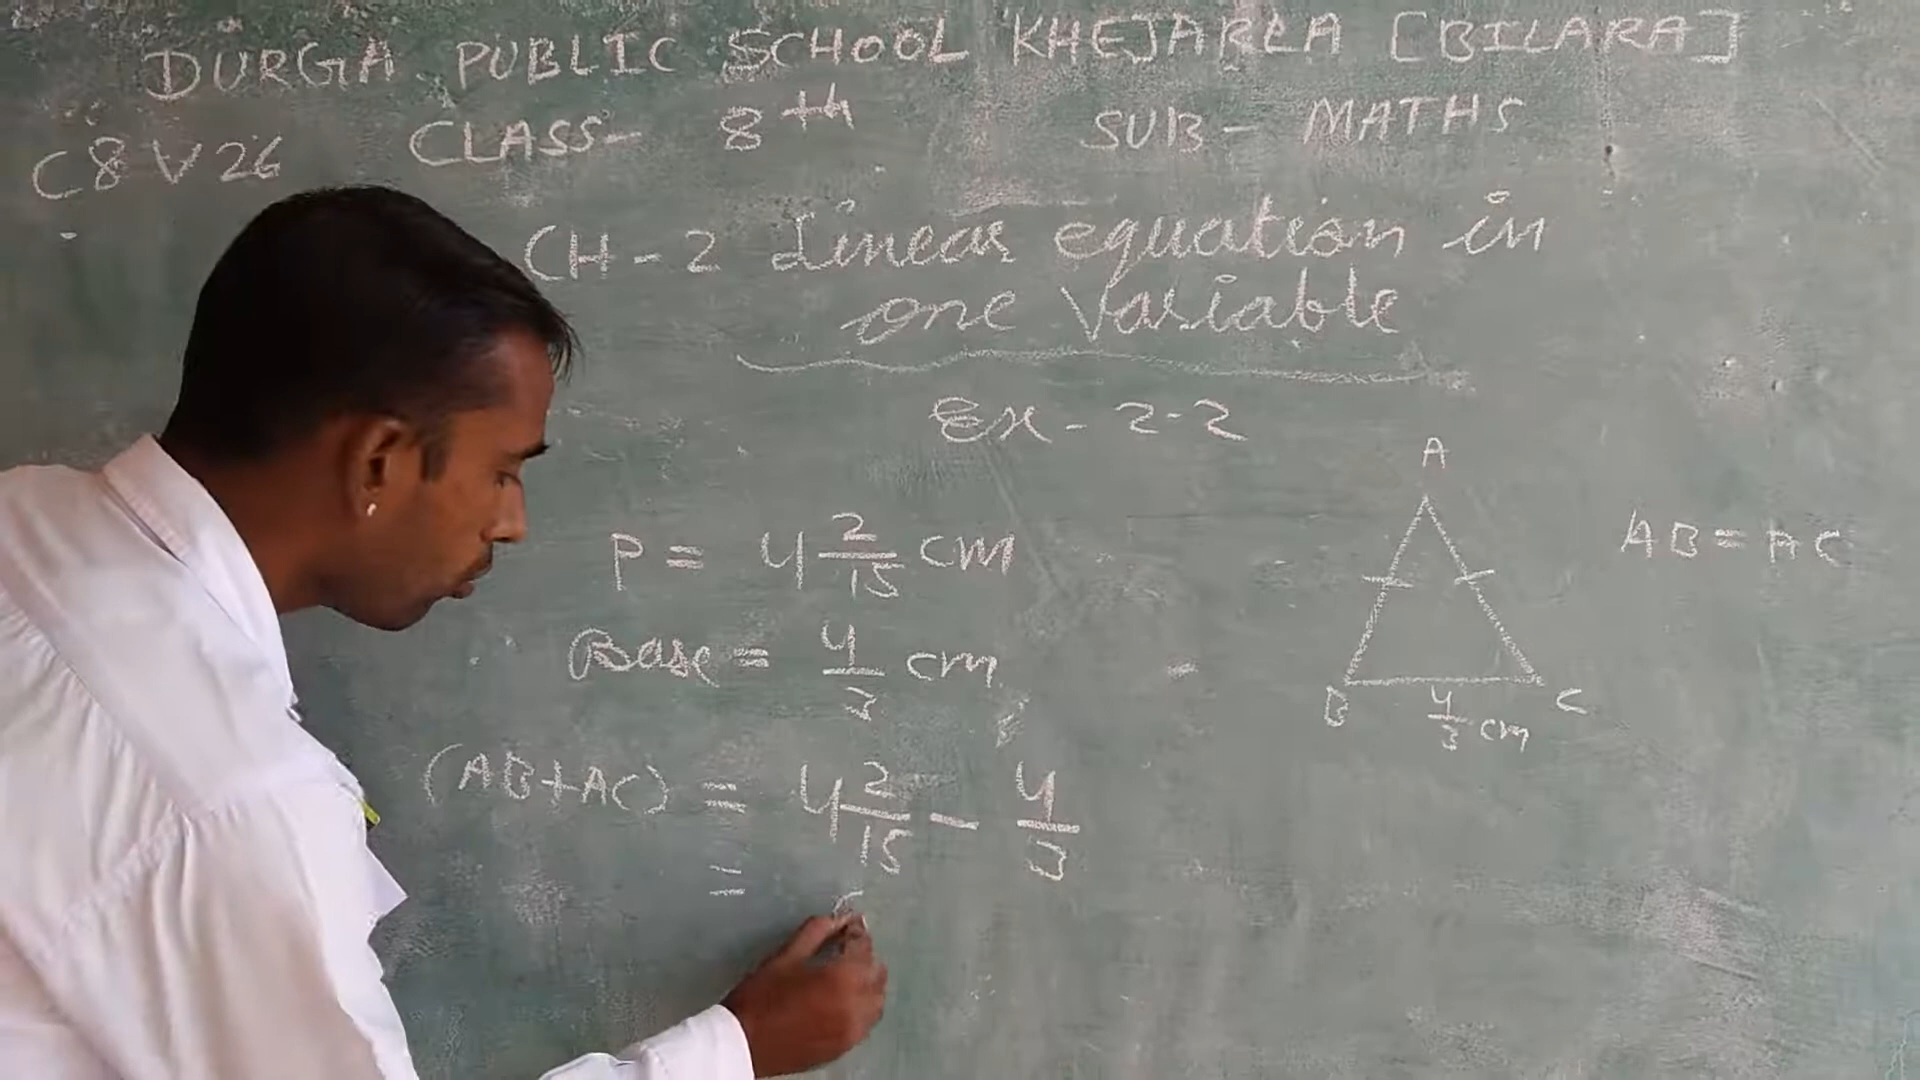 DURGA PUBLIC SCHOOL KHEJARLA [BILARA]
C8V26 CLASS- 8th SUB- MATHS
CH-2 Linear equation in
one Variable
Ex-2.2
A
P = 4 2/15 cm
AB = AC
Base = 4/3 cm
B 4/3 cm C
(AB+AC) = 4 2/15 - 4/3
=